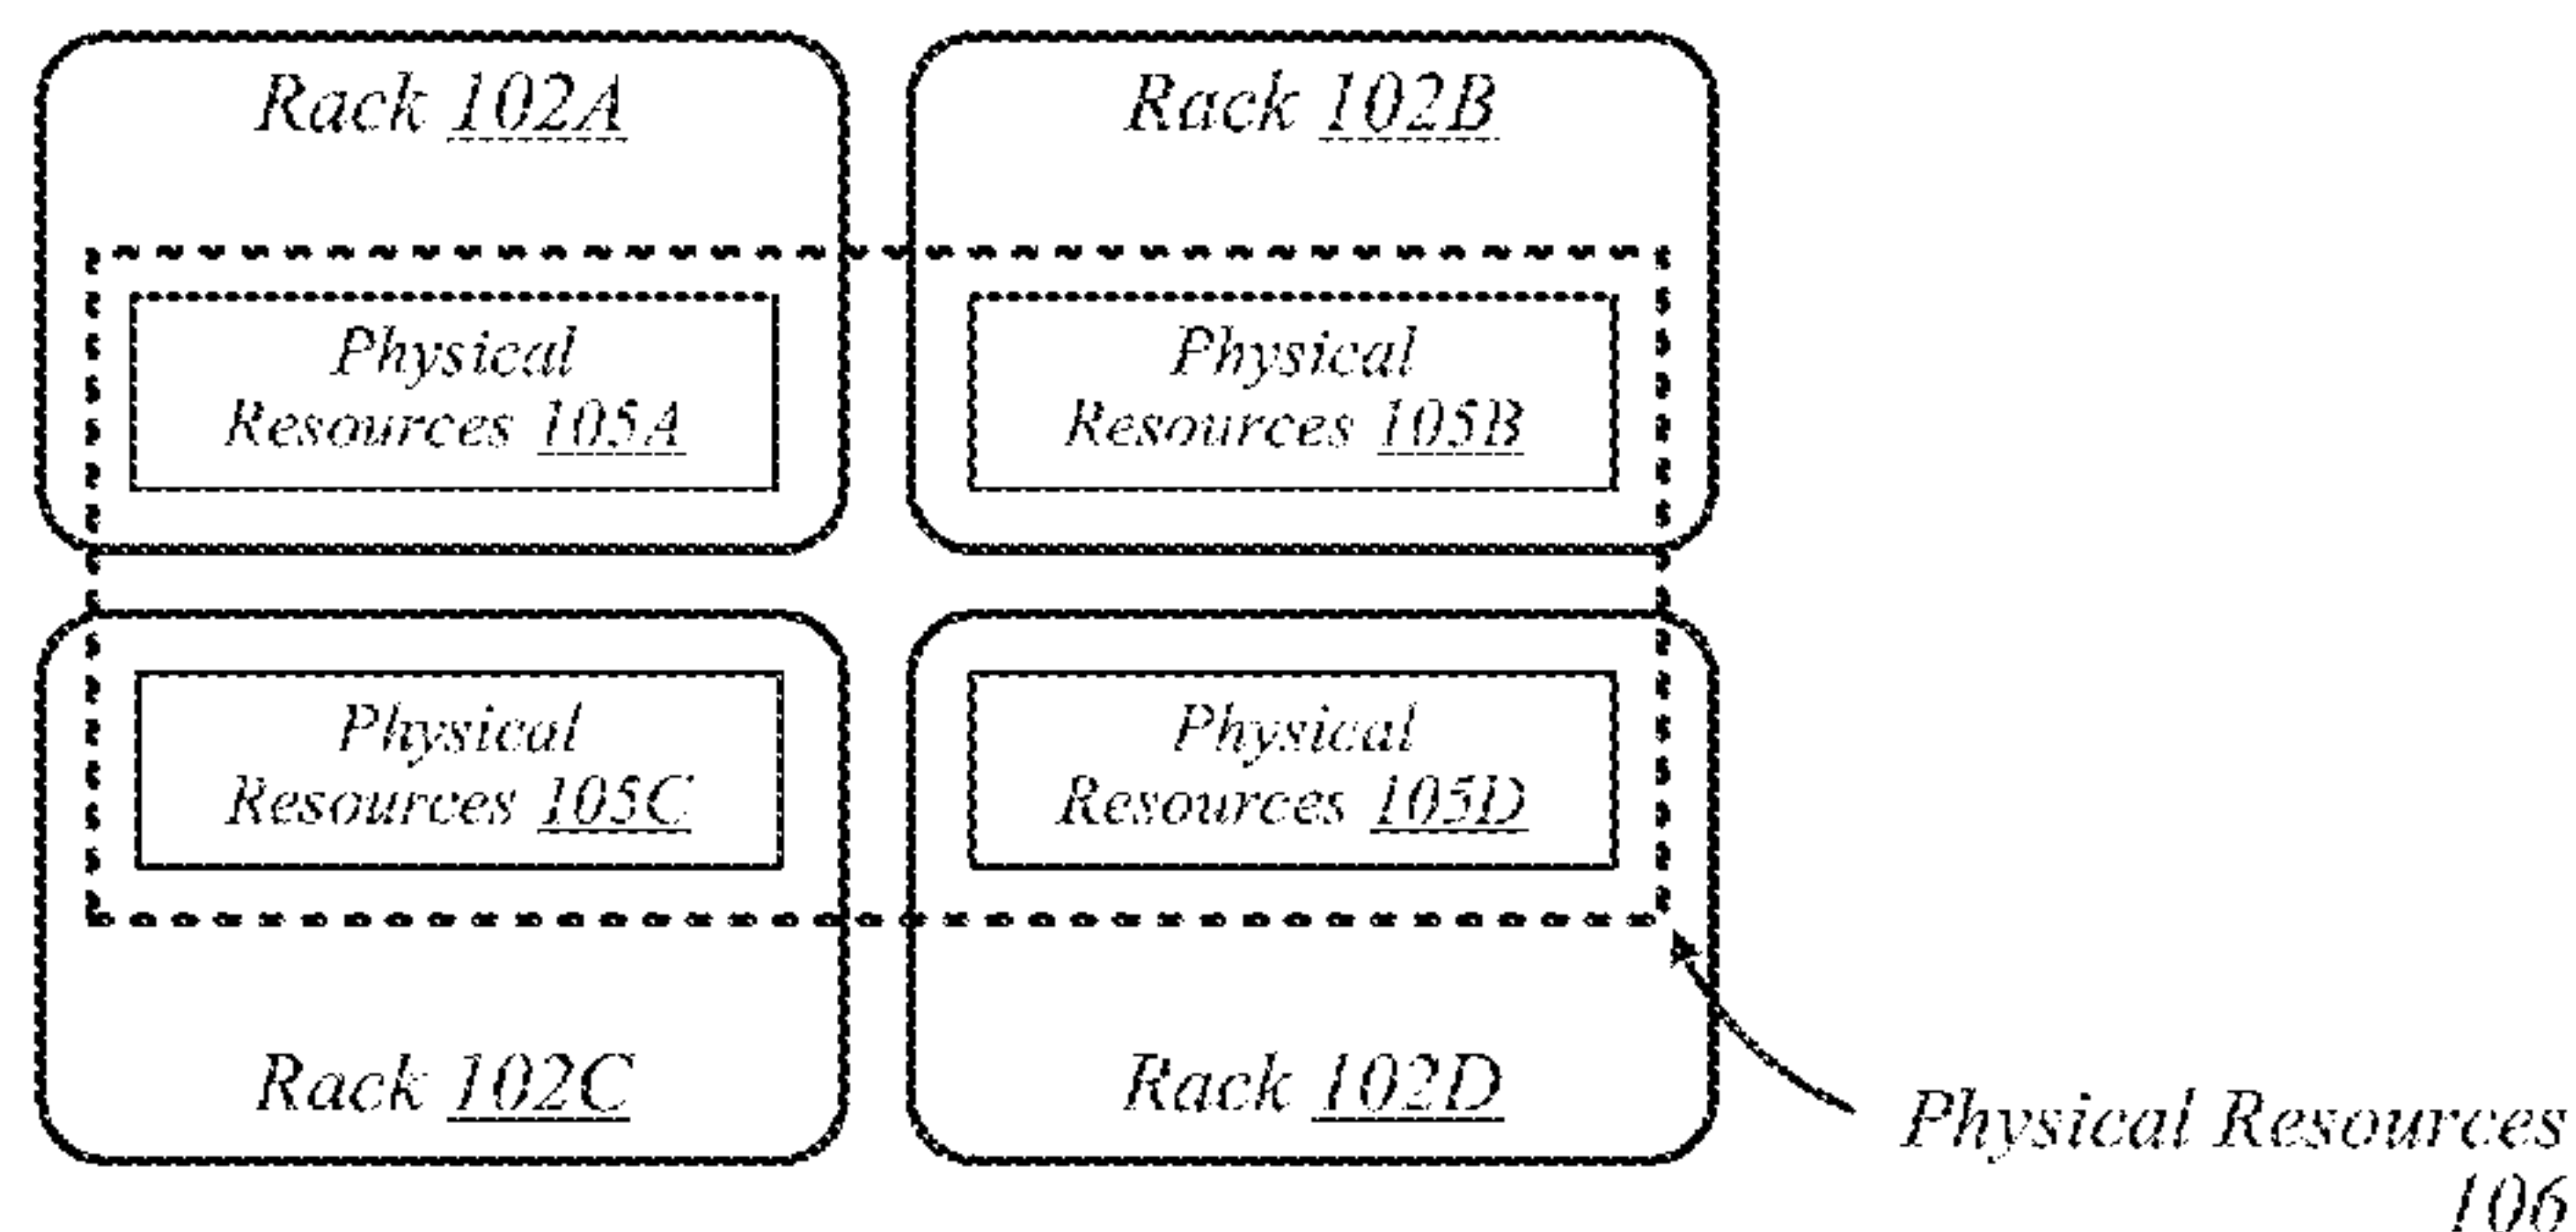 Rack 102A
Rack 102B
Physical
Resources 105A
Physical
Resources 105B
Physical
Resources 105C
Physical
Resources 105D
Rack 102C
Rack 102D
Physical Resources
106